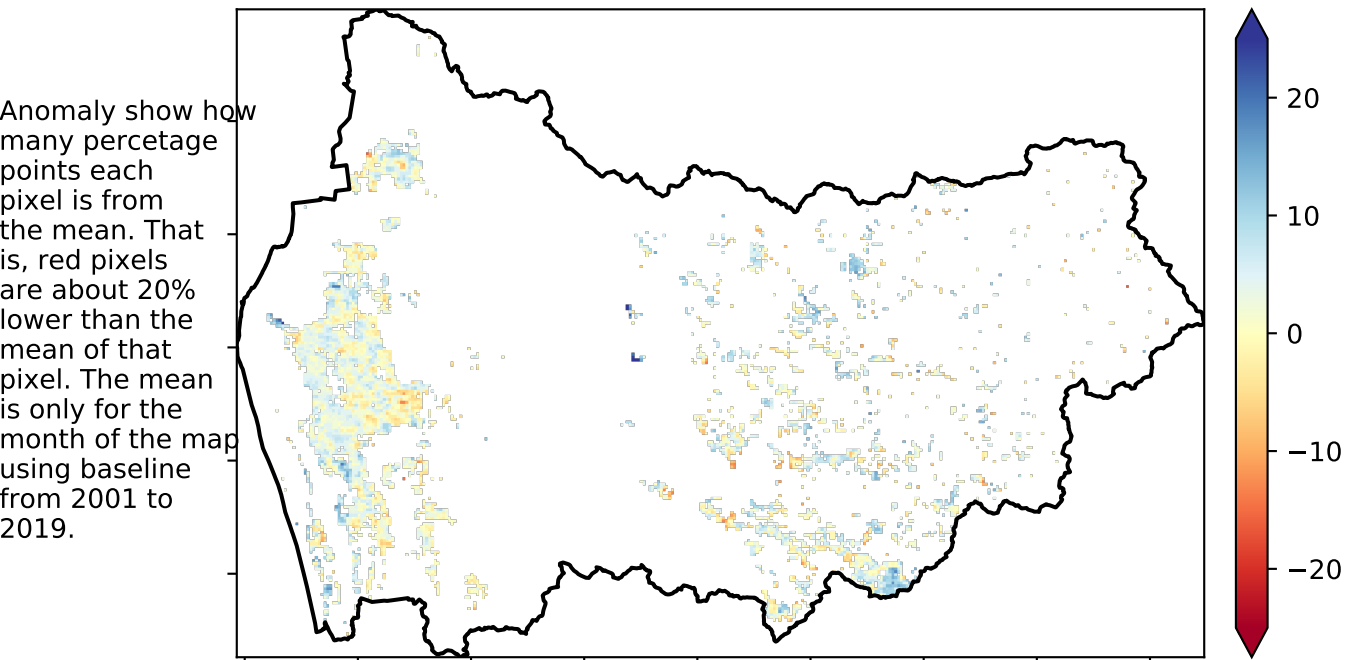 Anomaly show how
many percetage
points each
pixel is from
the mean. That
is, red pixels
are about 20%
lower than the
mean of that
pixel. The mean
is only for the
month of the map
using baseline
from 2001 to
2019.
20
10
0
−10
−20